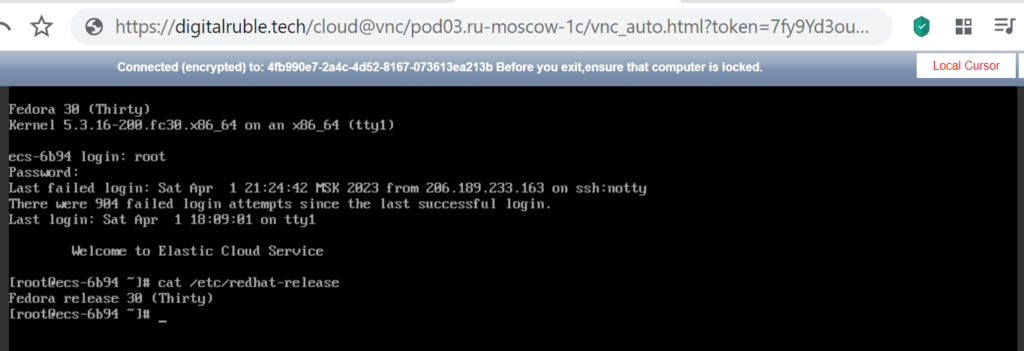 https://digitalruble.tech/cloud@vnc/pod03.ru-moscow-1c/vnc_auto.html?token=7fy9Yd3ou...
Connected (encrypted) to: 4fb990e7-2a4c-4d52-8167-073613ea213b Before you exit,ensure that computer is locked.
Local Cursor
Fedora 30 (Thirty)
Kernel 5.3.16-200.fc30.x86_64 on an x86_64 (tty1)
ecs-6b94 login: root
Password:
Last failed login: Sat Apr  1 21:24:42 MSK 2023 from 206.189.233.163 on ssh:notty
There were 904 failed login attempts since the last successful login.
Last login: Sat Apr  1 18:09:01 on tty1
Welcome to Elastic Cloud Service
[root@ecs-6b94 ~]# cat /etc/redhat-release
Fedora release 30 (Thirty)
[root@ecs-6b94 ~]# _